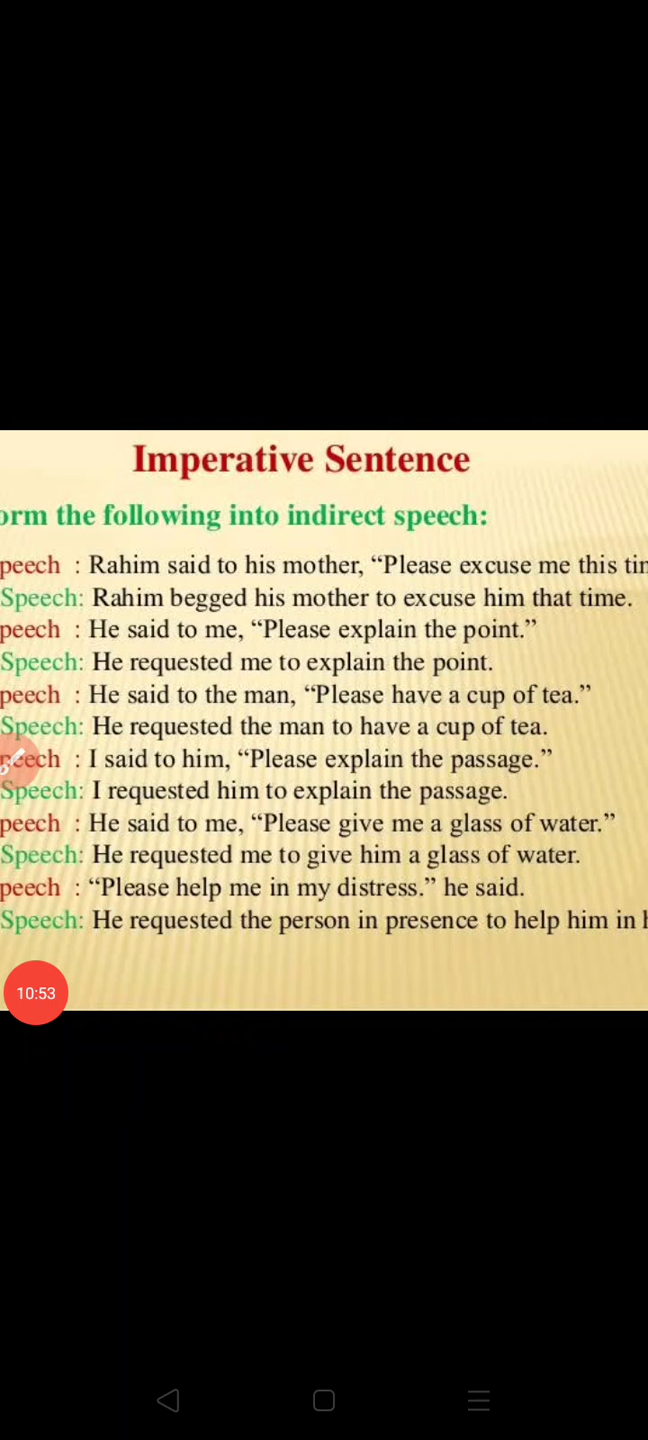 Imperative Sentence
orm the following into indirect speech:
peech : Rahim said to his mother, “Please excuse me this
Speech: Rahim begged his mother to excuse him that time.
peech : He said to me, “Please explain the point.”
Speech: He requested me to explain the point.
peech : He said to the man, “Please have a cup of tea.”
Speech: He requested the man to have a cup of tea.
peech : I said to him, “Please explain the passage.”
Speech: I requested him to explain the passage.
peech : He said to me, “Please give me a glass of water.”
Speech: He requested me to give him a glass of water.
peech : “Please help me in my distress.” he said.
Speech: He requested the person in presence to help him in
10:53